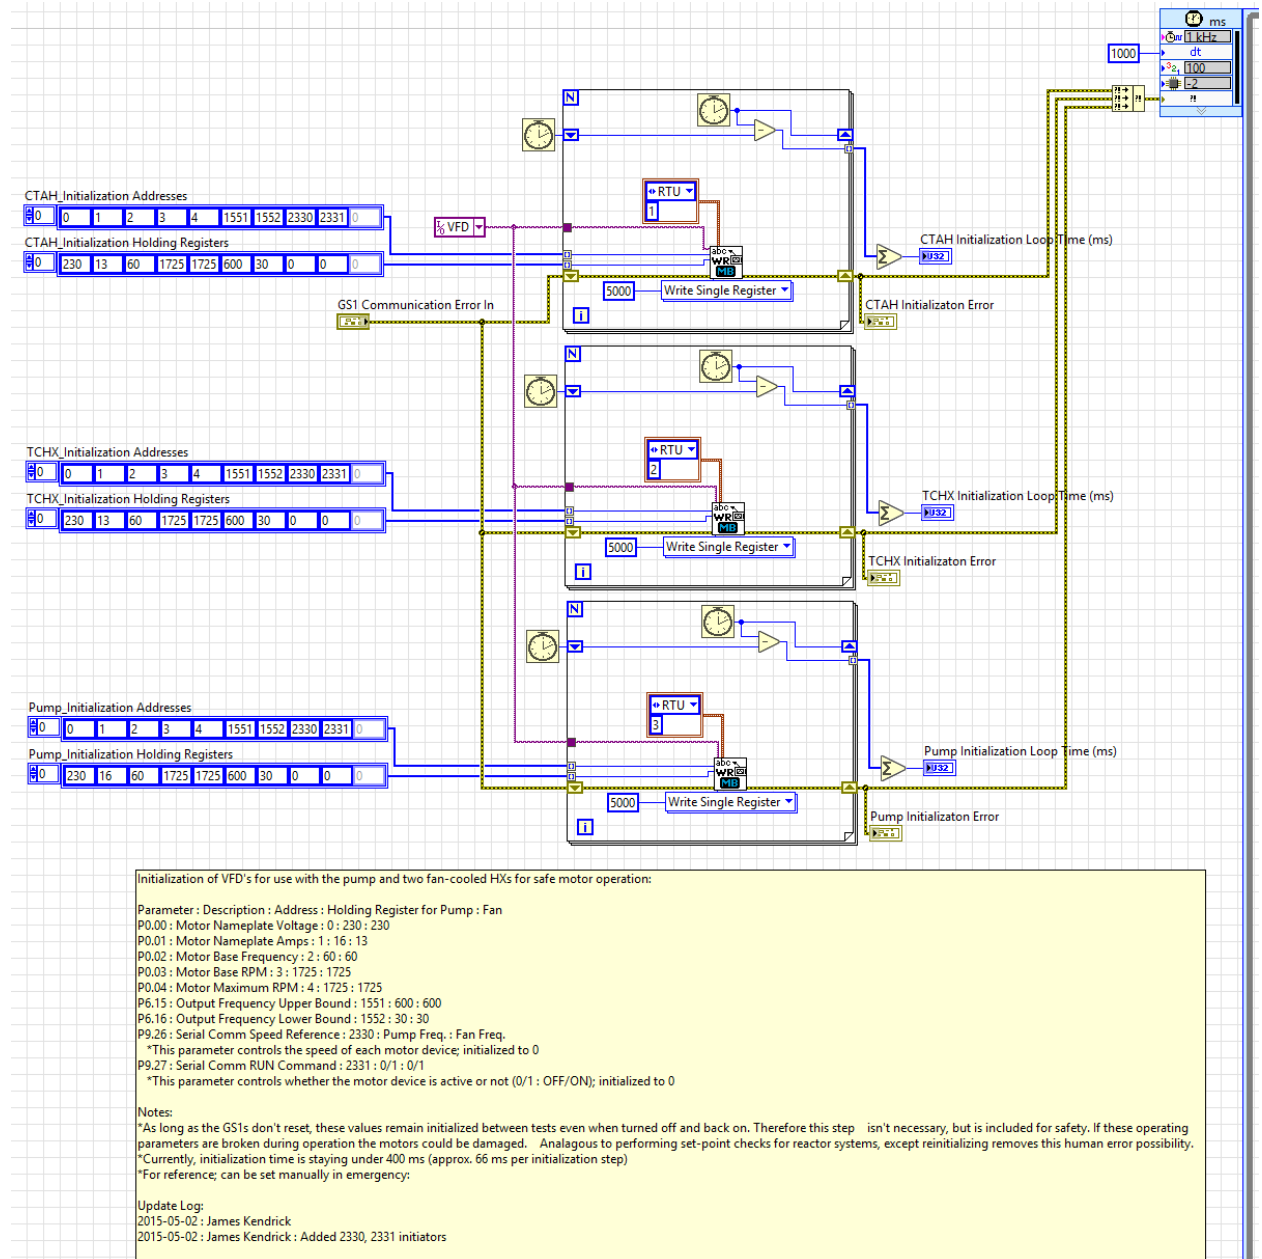 ms
1 kHz
1000
dt
100
-2
?!
N
RTU
1
CTAH_Initialization Addresses
0 0 1 2 3 4 1551 1552 2330 2331 0
VFD
CTAH_Initialization Holding Registers
0 230 13 60 1725 1725 600 30 0 0 0
abc
WR
MB
CTAH Initialization Loop Time (ms)
U32
5000
Write Single Register
GS1 Communication Error In
CTAH Initializaton Error
i
N
RTU
2
TCHX_Initialization Addresses
0 0 1 2 3 4 1551 1552 2330 2331 0
TCHX_Initialization Holding Registers
0 230 13 60 1725 1725 600 30 0 0 0
abc
WR
MB
TCHX Initialization Loop Time (ms)
U32
5000
Write Single Register
TCHX Initializaton Error
i
N
RTU
3
Pump_Initialization Addresses
0 0 1 2 3 4 1551 1552 2330 2331 0
Pump_Initialization Holding Registers
0 230 16 60 1725 1725 600 30 0 0 0
abc
WR
MB
Pump Initialization Loop Time (ms)
U32
5000
Write Single Register
Pump Initializaton Error
i
Initialization of VFD's for use with the pump and two fan-cooled HXs for safe motor operation:
Parameter : Description : Address : Holding Register for Pump : Fan
P0.00 : Motor Nameplate Voltage : 0 : 230 : 230
P0.01 : Motor Nameplate Amps : 1 : 16 : 13
P0.02 : Motor Base Frequency : 2 : 60 : 60
P0.03 : Motor Base RPM : 3 : 1725 : 1725
P0.04 : Motor Maximum RPM : 4 : 1725 : 1725
P6.15 : Output Frequency Upper Bound : 1551 : 600 : 600
P6.16 : Output Frequency Lower Bound : 1552 : 30 : 30
P9.26 : Serial Comm Speed Reference : 2330 : Pump Freq. : Fan Freq.
*This parameter controls the speed of each motor device; initialized to 0
P9.27 : Serial Comm RUN Command : 2331 : 0/1 : 0/1
*This parameter controls whether the motor device is active or not (0/1 : OFF/ON); initialized to 0
Notes:
*As long as the GS1s don't reset, these values remain initialized between tests even when turned off and back on. Therefore this step isn't necessary, but is included for safety. If these operating
parameters are broken during operation the motors could be damaged. Analagous to performing set-point checks for reactor systems, except reinitializing removes this human error possibility.
*Currently, initialization time is staying under 400 ms (approx. 66 ms per initialization step)
*For reference; can be set manually in emergency:
Update Log:
2015-05-02 : James Kendrick
2015-05-02 : James Kendrick : Added 2330, 2331 initiators